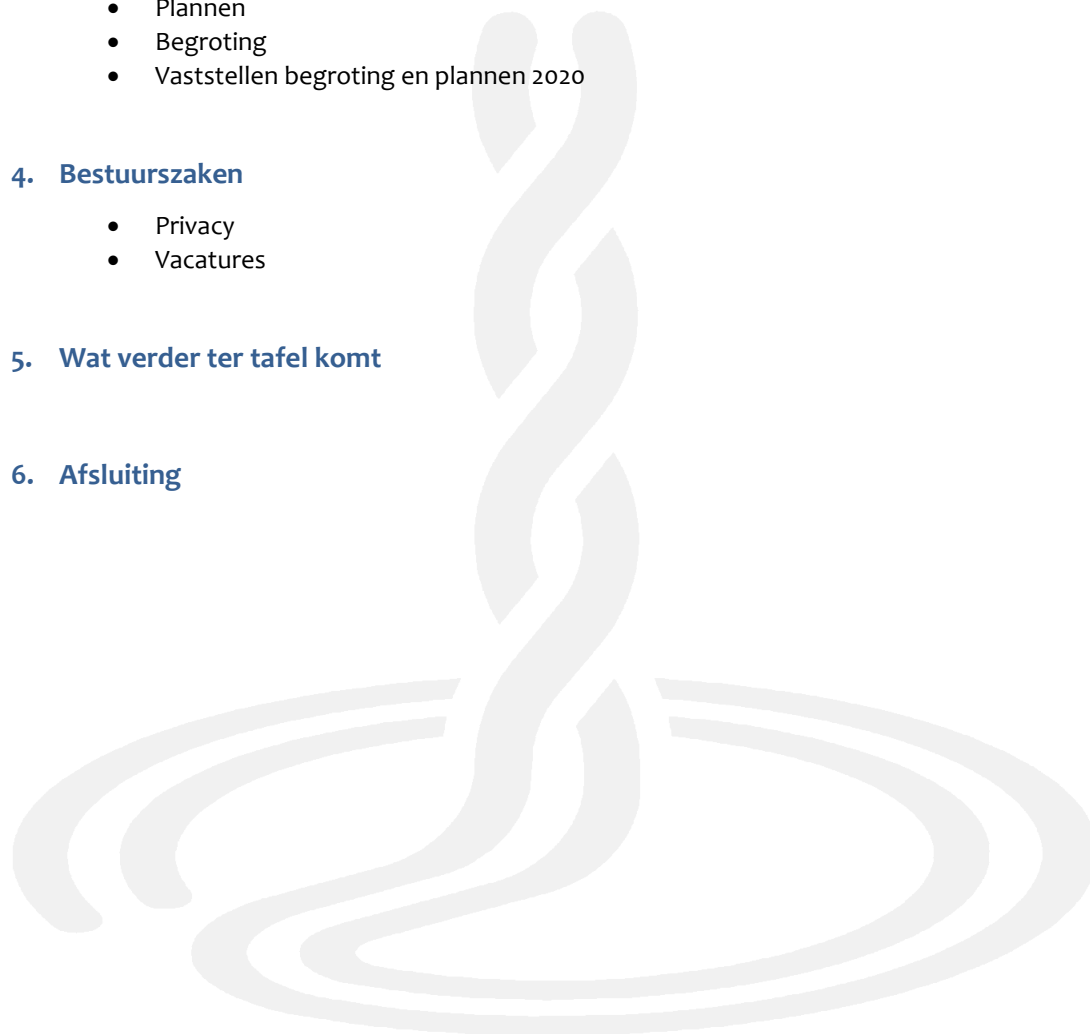 • Plannen
• Begroting
• Vaststellen begroting en plannen 2020
4. Bestuurszaken
• Privacy
• Vacatures
5. Wat verder ter tafel komt
6. Afsluiting